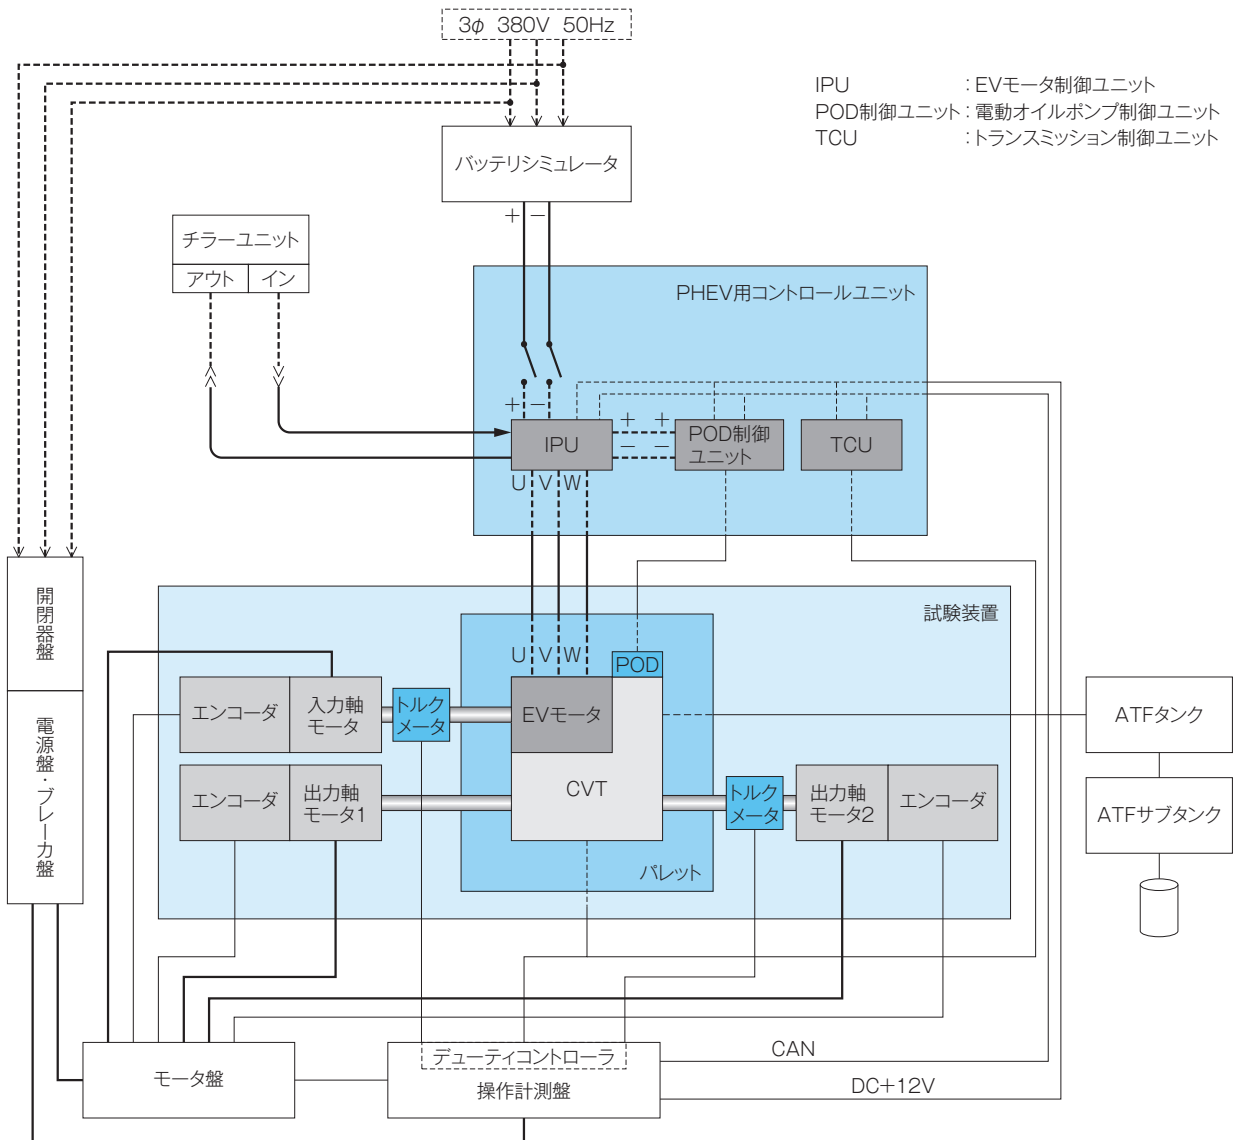 3φ 380V 50Hz
IPU : EVモータ制御ユニット
POD制御ユニット : 電動オイルポンプ制御ユニット
TCU : トランスミッション制御ユニット
バッテリシミュレータ
+ −
チラーユニット
アウト イン
PHEV用コントロールユニット
+ −
+ +
IPU
− −
POD制御
ユニット
TCU
U V W
開閉器盤
試験装置
U V W
POD
エンコーダ
入力軸
モータ
トルク
メータ
EVモータ
ATFタンク
電源盤・ブレーカ盤
エンコーダ
出力軸
モータ1
CVT
トルク
メータ
出力軸
モータ2
エンコーダ
ATFサブタンク
パレット
デューティコントローラ
CAN
モータ盤
操作計測盤
DC+12V